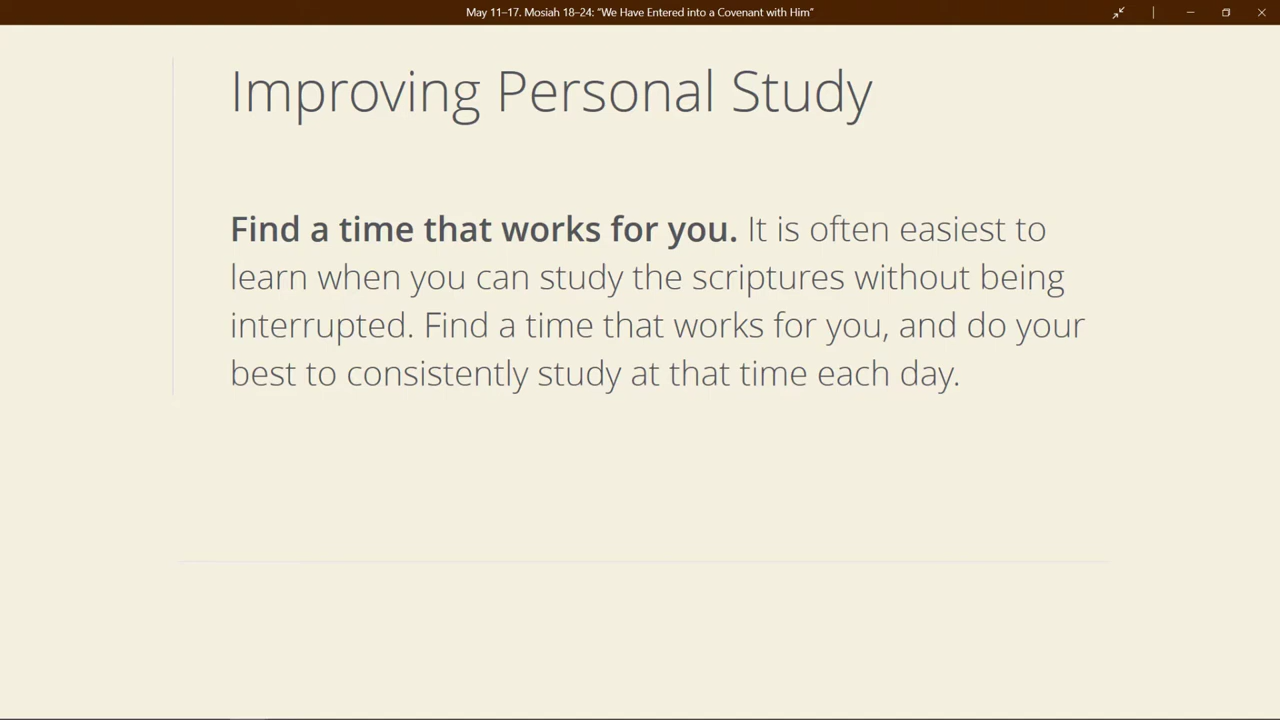 May 11–17. Mosiah 18–24: “We Have Entered into a Covenant with Him”
Improving Personal Study
Find a time that works for you. It is often easiest to
learn when you can study the scriptures without being
interrupted. Find a time that works for you, and do your
best to consistently study at that time each day.